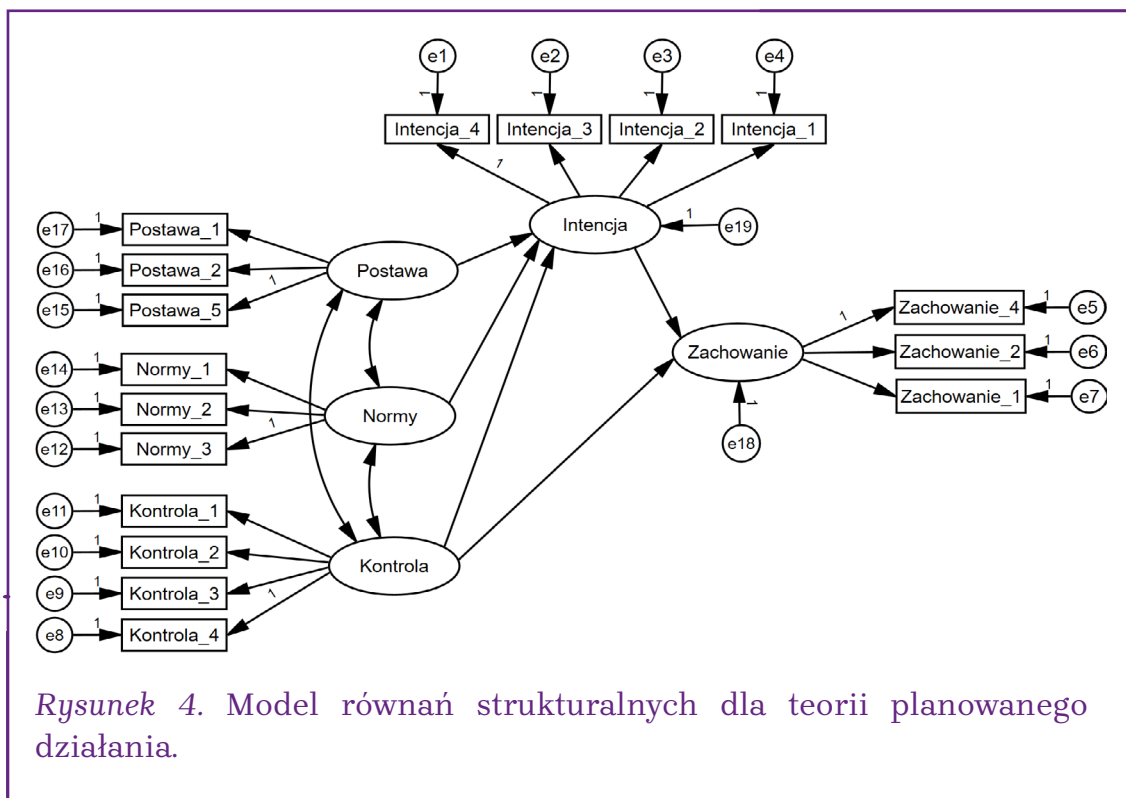 e1 e2 e3 e4
1 1 1 1
Intencja_4 Intencja_3 Intencja_2 Intencja_1
1
Intencja
1 e19
e17 1 Postawa_1
e16 1 Postawa_2
e15 1 Postawa_5
1
Postawa
e14 1 Normy_1
e13 1 Normy_2
e12 1 Normy_3
1
Normy
e11 1 Kontrola_1
e10 1 Kontrola_2
e9 1 Kontrola_3
e8 1 Kontrola_4
1
Kontrola
Zachowanie
1
e18
1
Zachowanie_4 1 e5
Zachowanie_2 1 e6
Zachowanie_1 1 e7
Rysunek 4. Model równań strukturalnych dla teorii planowanego
działania.